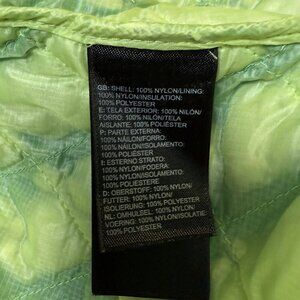 GB: SHELL: 100% NYLON/LINING:
100% NYLON/INSULATION:
100% POLYESTER
E: TELA EXTERIOR: 100% NILÓN/
FORRO: 100% NILÓN/TELA
AISLANTE: 100% POLIÉSTER
P: PARTE EXTERNA:
100% NÁILON/FORRO:
100% NÁILON/ISOLAMENTO:
100% POLIÉSTER
I: ESTERNO STRATO:
100% NYLON/FODERA:
100% NYLON/ISOLAMENTO:
100% POLIESTERE
D: OBERSTOFF: 100% NYLON/
FUTTER: 100% NYLON/
ISOLIERUNG: 100% POLYESTER
NL: OMHULSEL: 100% NYLON/
VOERING: 100% NYLON/ISOLATIE:
100% POLYESTER